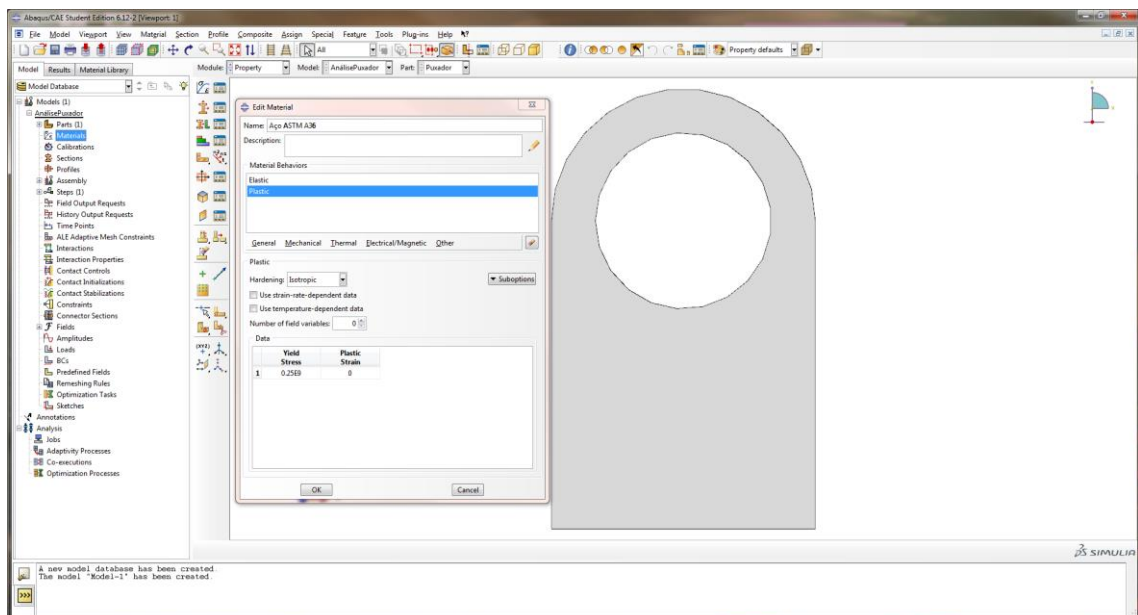 Abaqus/CAE Student Edition 6.12-2 [Viewport: 1]
File Model Viewport View Material Section Profile Composite Assign Special Feature Tools Plug-ins Help
All Property defaults
Model Results Material Library Module: Property Model: AnálisePuxador Part: Puxador
Model Database
Models (1)
AnálisePuxador
Parts (1)
Materials
Calibrations
Sections
Profiles
Assembly
Steps (1)
Field Output Requests
History Output Requests
Time Points
ALE Adaptive Mesh Constraints
Interactions
Interaction Properties
Contact Controls
Contact Initializations
Contact Stabilizations
Constraints
Connector Sections
Fields
Amplitudes
Loads
BCs
Predefined Fields
Remeshing Rules
Optimization Tasks
Sketches
Annotations
Analysis
Jobs
Adaptivity Processes
Co-executions
Optimization Processes
Edit Material
Name: Aço ASTM A36
Description:
Material Behaviors
Elastic
Plastic
General Mechanical Thermal Electrical/Magnetic Other
Plastic
Hardening: Isotropic Suboptions
Use strain-rate-dependent data
Use temperature-dependent data
Number of field variables: 0
Data
Yield Stress Plastic Strain
1 0.25E9 0
OK Cancel
SIMULIA
A new model database has been created.
The model "Model-1" has been created.